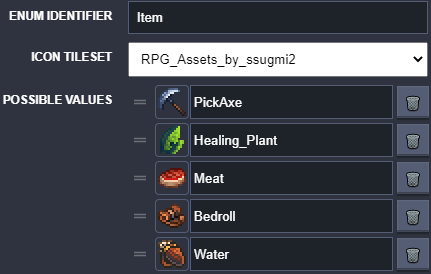 ENUM IDENTIFIER Item
ICON TILESET RPG_Assets_by_ssugmi2
POSSIBLE VALUES PickAxe
Healing_Plant
Meat
Bedroll
Water